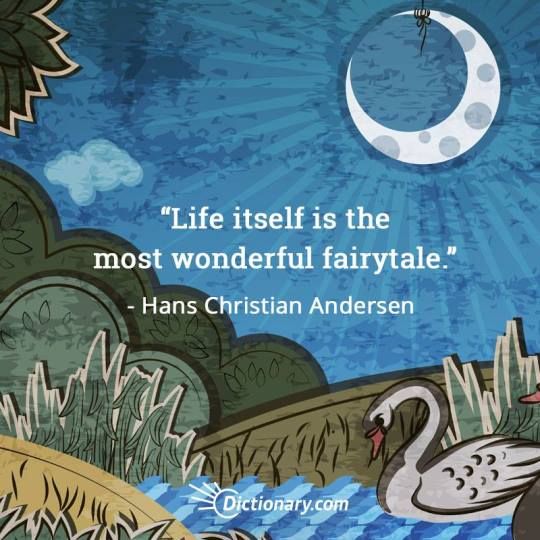 “Life itself is the
most wonderful fairytale.”
- Hans Christian Andersen
Dictionary.com